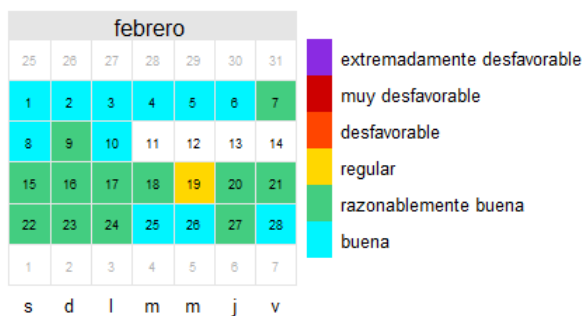 febrero
25 26 27 28 29 30 31
1 2 3 4 5 6 7
8 9 10 11 12 13 14
15 16 17 18 19 20 21
22 23 24 25 26 27 28
1 2 3 4 5 6 7
s d l m m j v
extremadamente desfavorable
muy desfavorable
desfavorable
regular
razonablemente buena
buena